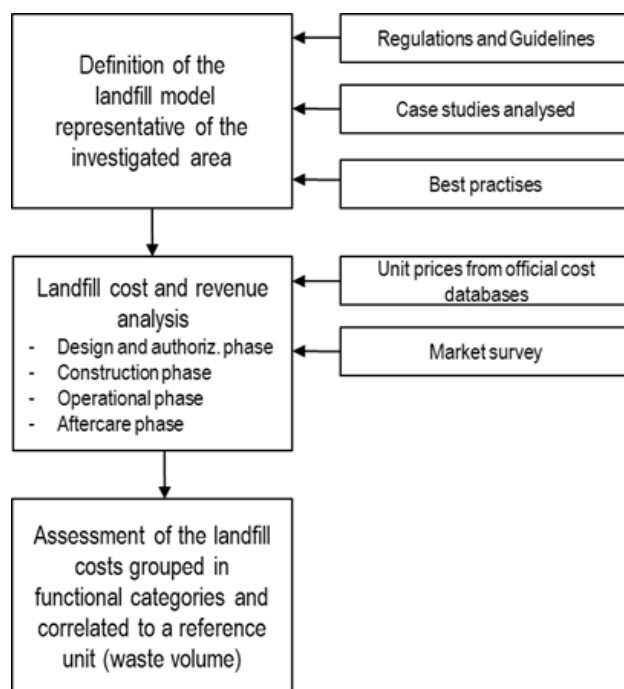 Definition of the
landfill model
representative of the
investigated area
Regulations and Guidelines
Case studies analysed
Best practises
Landfill cost and revenue
analysis
- Design and authoriz. phase
- Construction phase
- Operational phase
- Aftercare phase
Unit prices from official cost
databases
Market survey
Assessment of the landfill
costs grouped in
functional categories and
correlated to a reference
unit (waste volume)